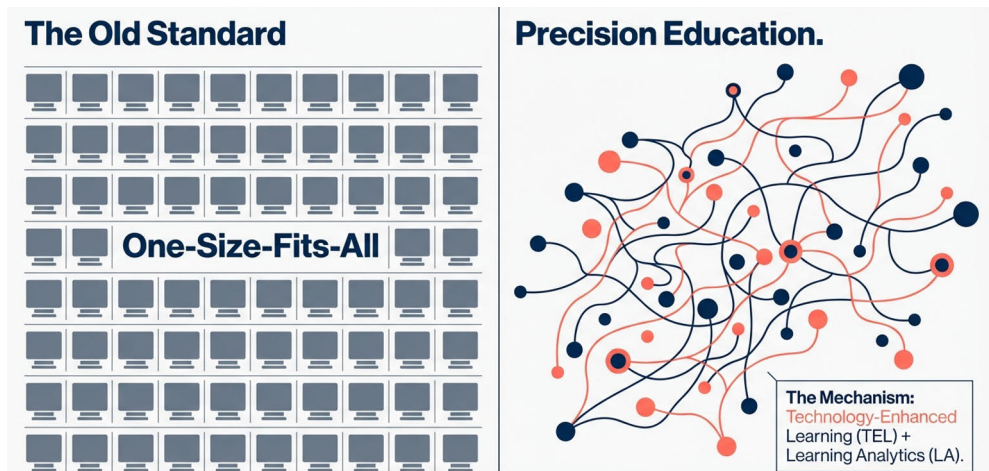 The Old Standard
One-Size-Fits-All
Precision Education.
The Mechanism:
Technology-Enhanced
Learning (TEL) +
Learning Analytics (LA).